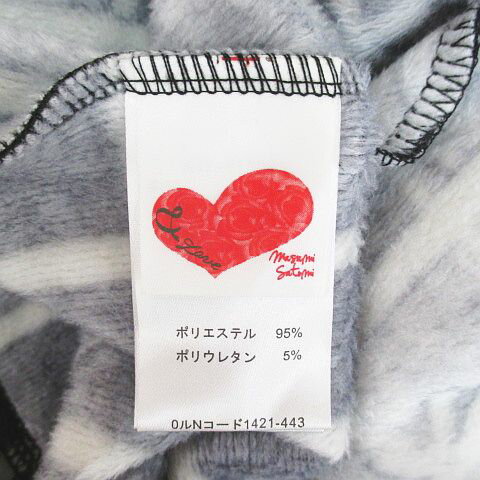 Love
Masami
Satomi
ポリエステル 95%
ポリウレタン 5%
0ルNコード1421-443